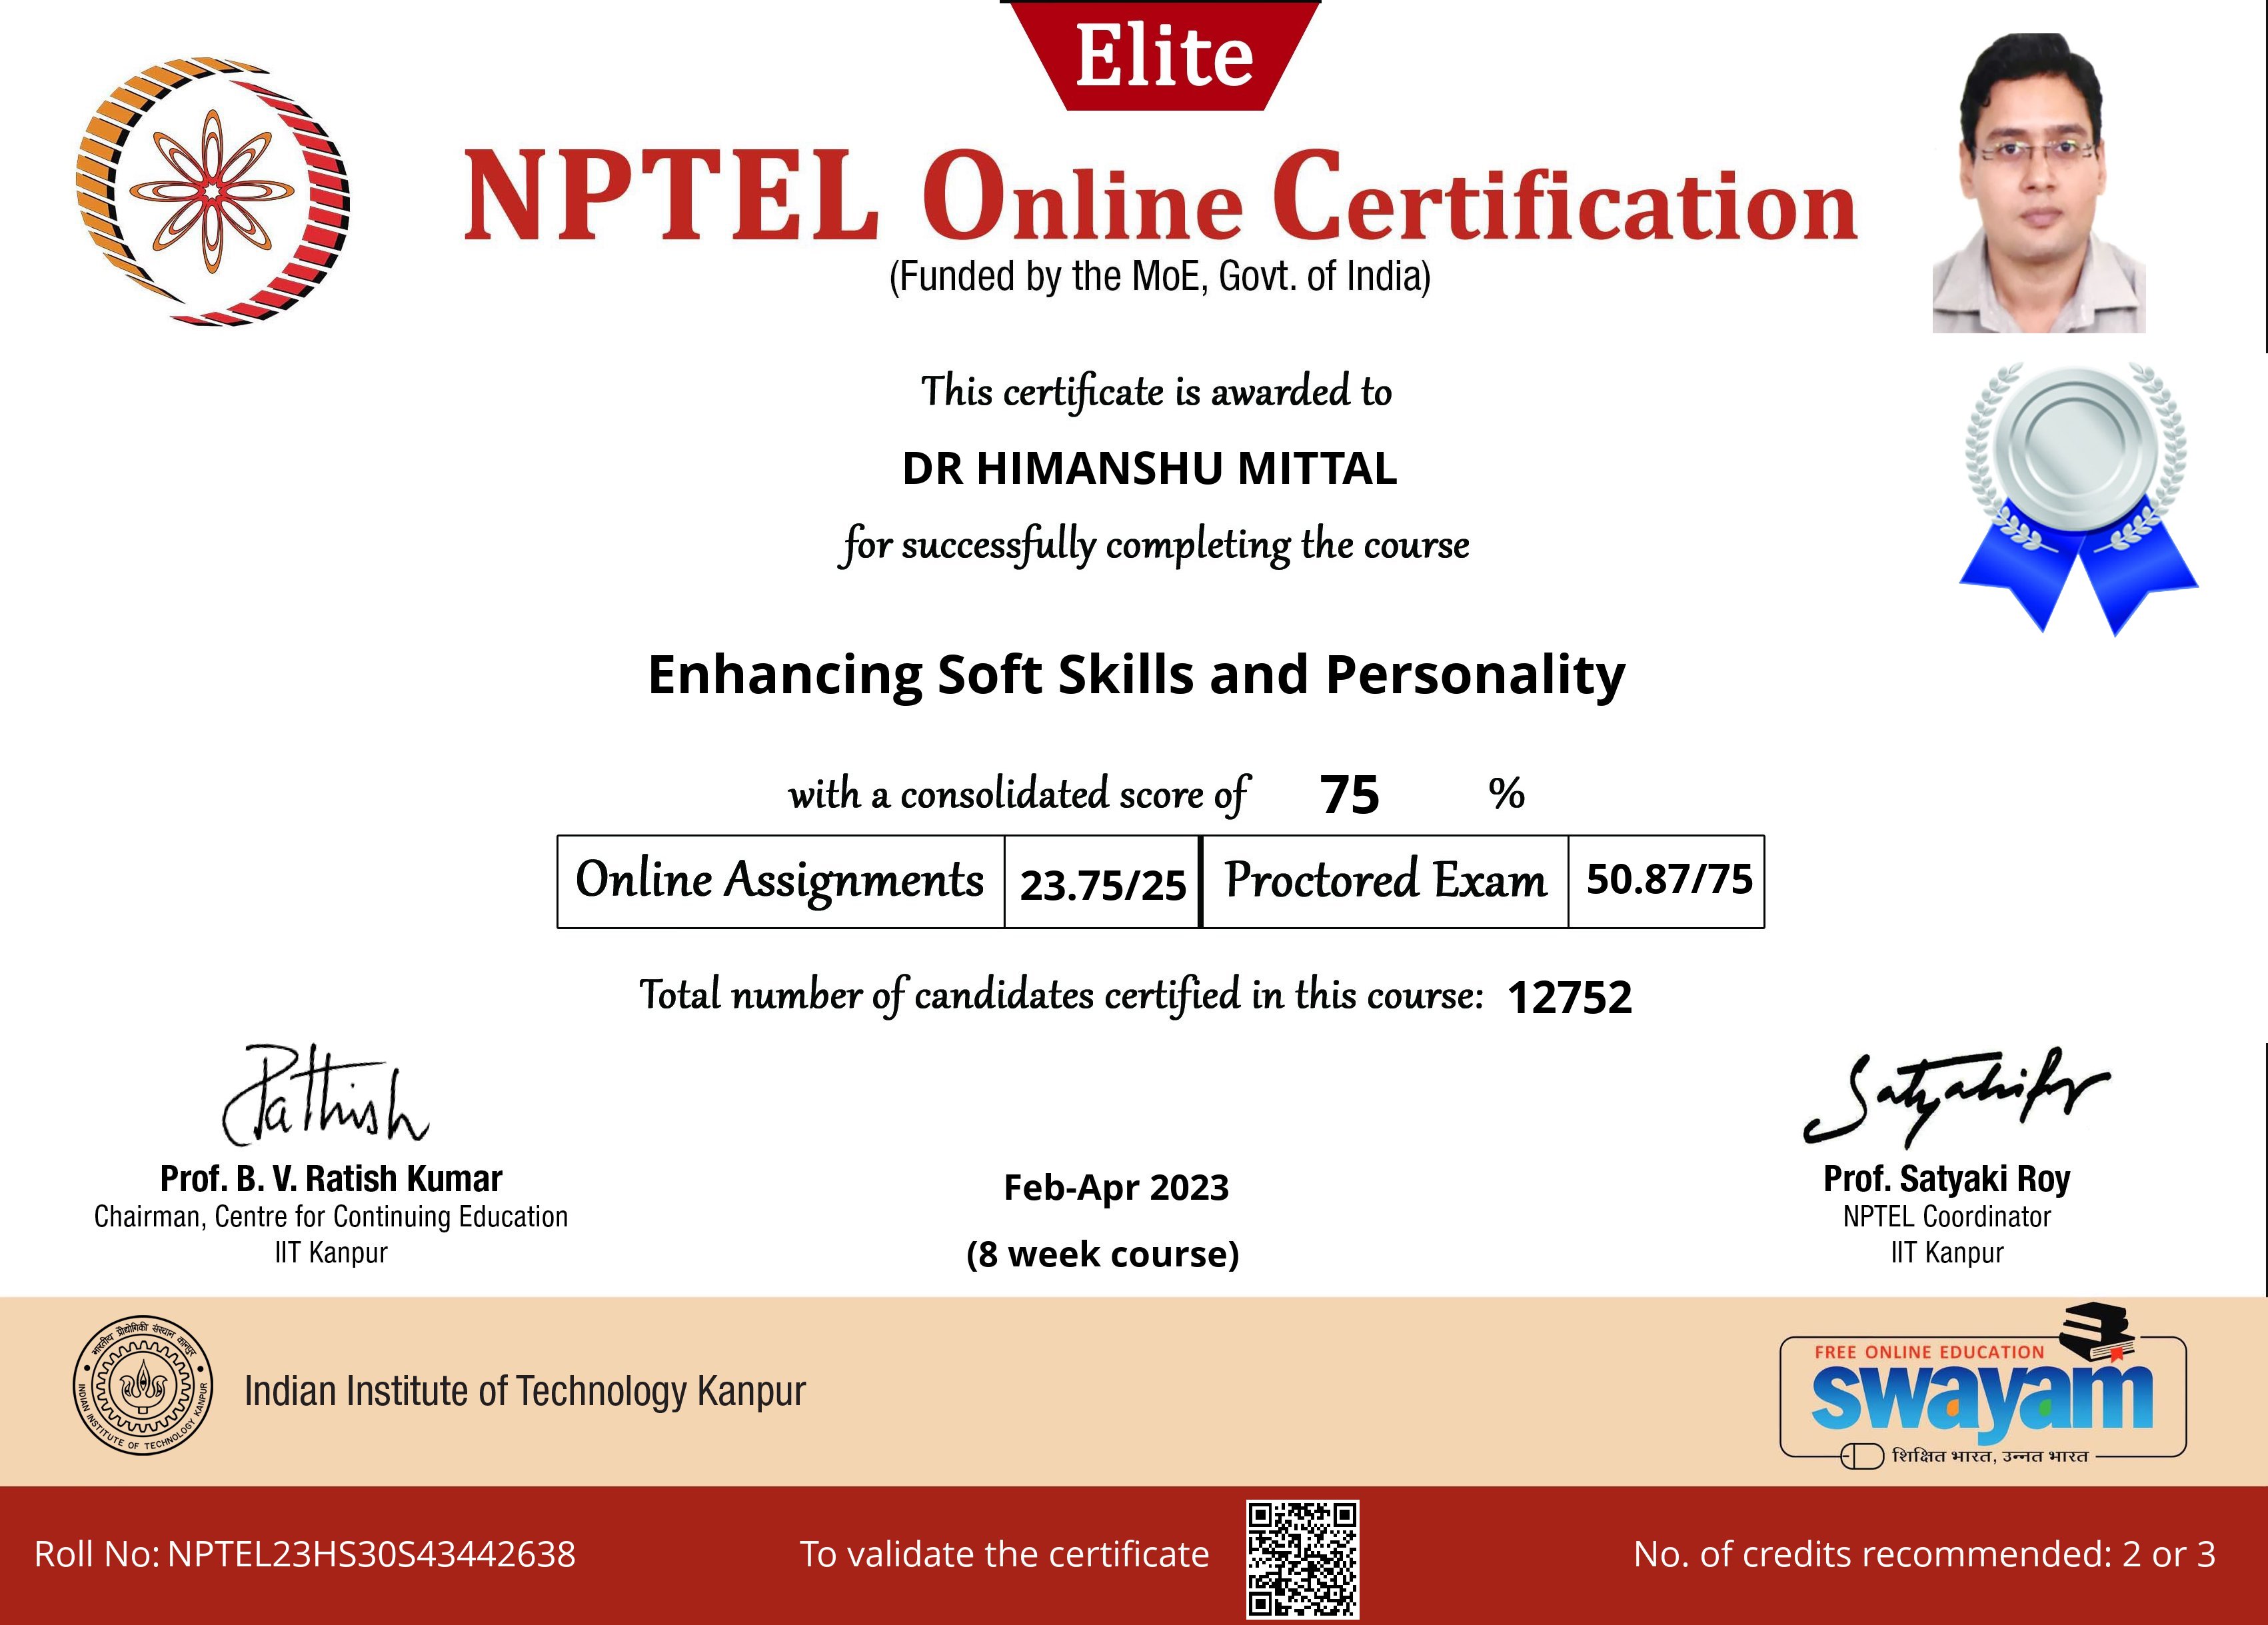 Elite
NPTEL Online Certification
(Funded by the MoE, Govt. of India)
This certificate is awarded to
DR HIMANSHU MITTAL
for successfully completing the course
Enhancing Soft Skills and Personality
with a consolidated score of 75 %
Online Assignments 23.75/25 Proctored Exam 50.87/75
Total number of candidates certified in this course: 12752
Prof. B. V. Ratish Kumar
Chairman, Centre for Continuing Education
IIT Kanpur
Feb-Apr 2023
(8 week course)
Prof. Satyaki Roy
NPTEL Coordinator
IIT Kanpur
भारतीय प्रौद्योगिकी संस्थान कानपुर
INDIAN INSTITUTE OF TECHNOLOGY KANPUR
Indian Institute of Technology Kanpur
FREE ONLINE EDUCATION
swayam
शिक्षित भारत, उन्नत भारत
Roll No: NPTEL23HS30S43442638
To validate the certificate
No. of credits recommended: 2 or 3